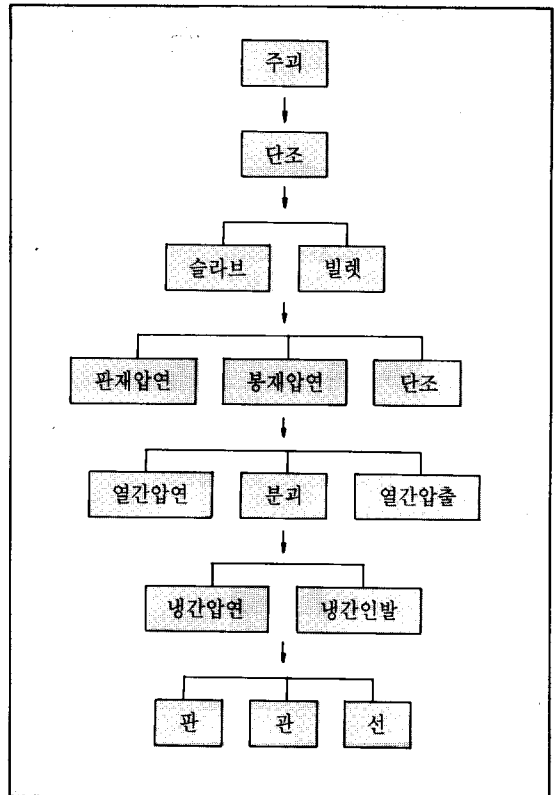 주괴
단조
슬라브 빌렛
판재압연 봉재압연 단조
열간압연 분괴 열간압출
냉간압연 냉간인발
판 관 선